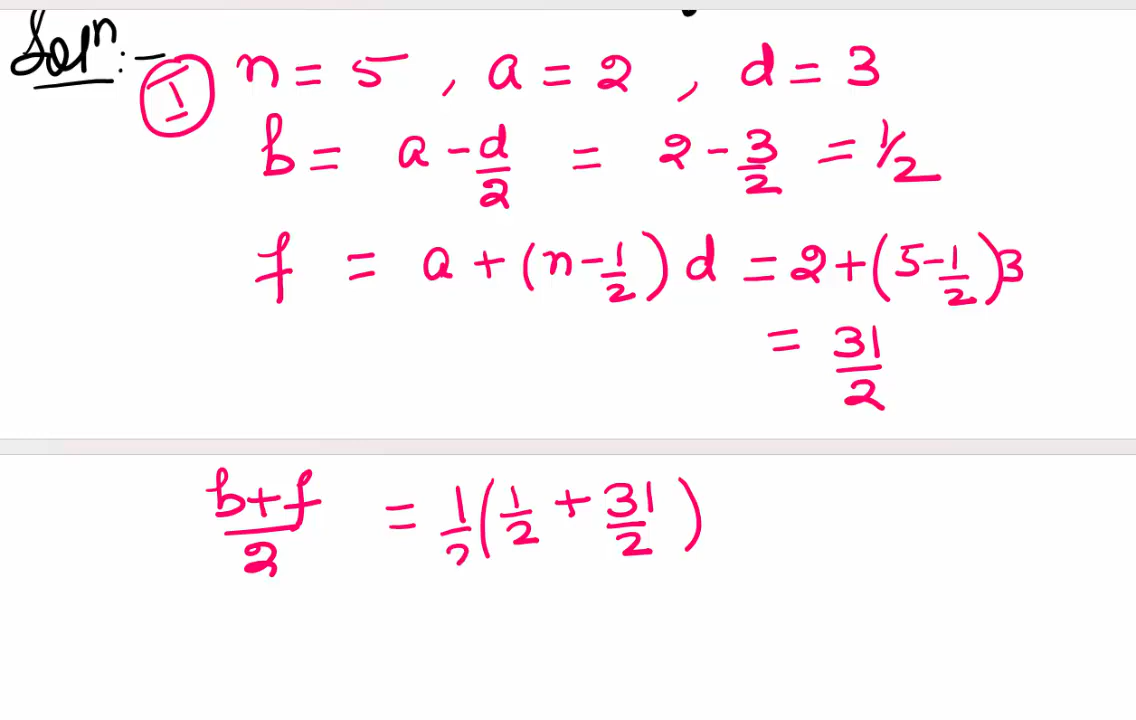 Solⁿ:-
(I) n = 5 , a = 2 , d = 3
b = a - d/2 = 2 - 3/2 = 1/2
f = a + (n - 1/2) d = 2 + (5 - 1/2)3
= 31/2
b+f/2 = 1/2(1/2 + 31/2)